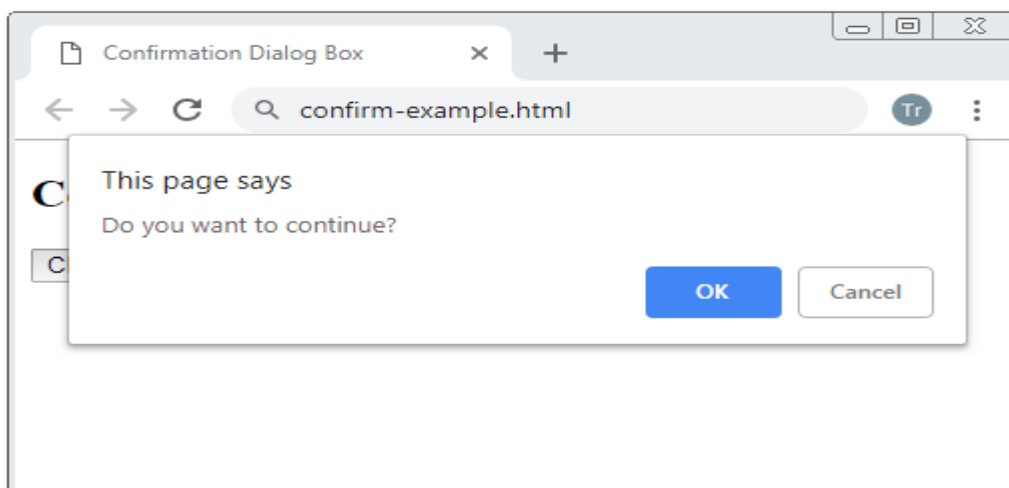 Confirmation Dialog Box
confirm-example.html
Tr
This page says
Do you want to continue?
OK
Cancel